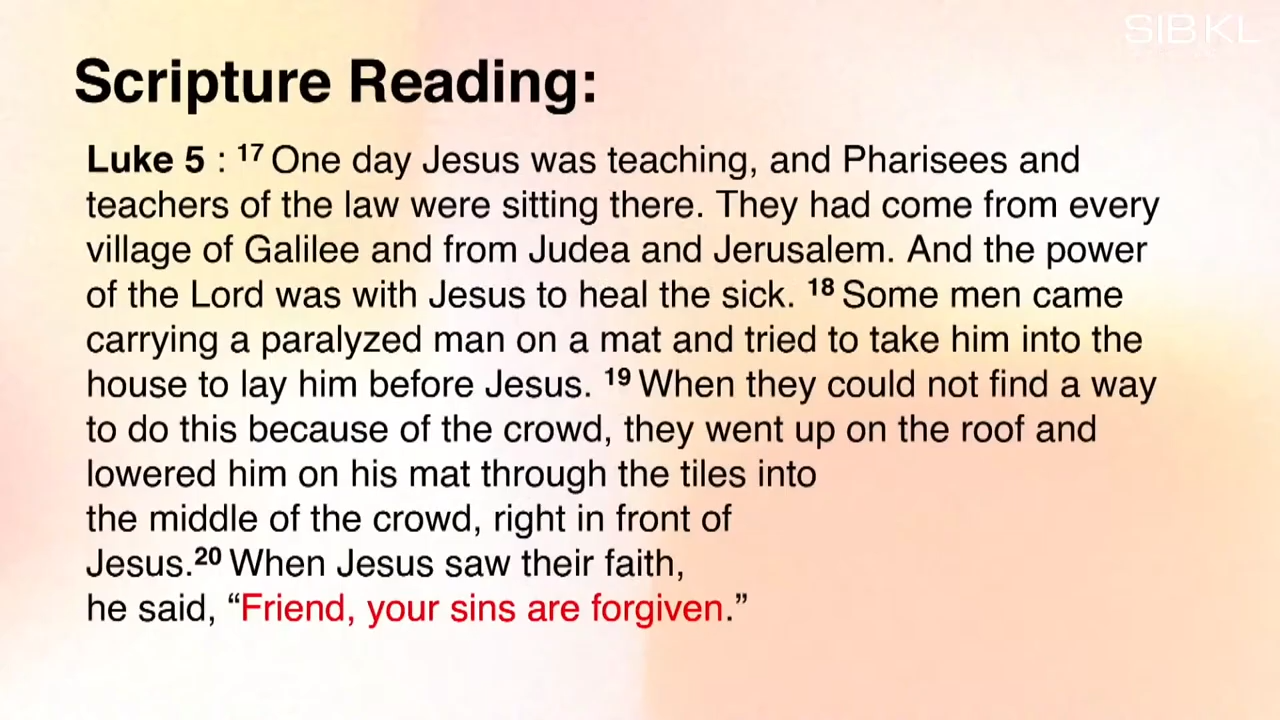 SIB KL
Scripture Reading:
Luke 5 : 17 One day Jesus was teaching, and Pharisees and
teachers of the law were sitting there. They had come from every
village of Galilee and from Judea and Jerusalem. And the power
of the Lord was with Jesus to heal the sick. 18 Some men came
carrying a paralyzed man on a mat and tried to take him into the
house to lay him before Jesus. 19 When they could not find a way
to do this because of the crowd, they went up on the roof and
lowered him on his mat through the tiles into
the middle of the crowd, right in front of
Jesus.20 When Jesus saw their faith,
he said, “Friend, your sins are forgiven.”